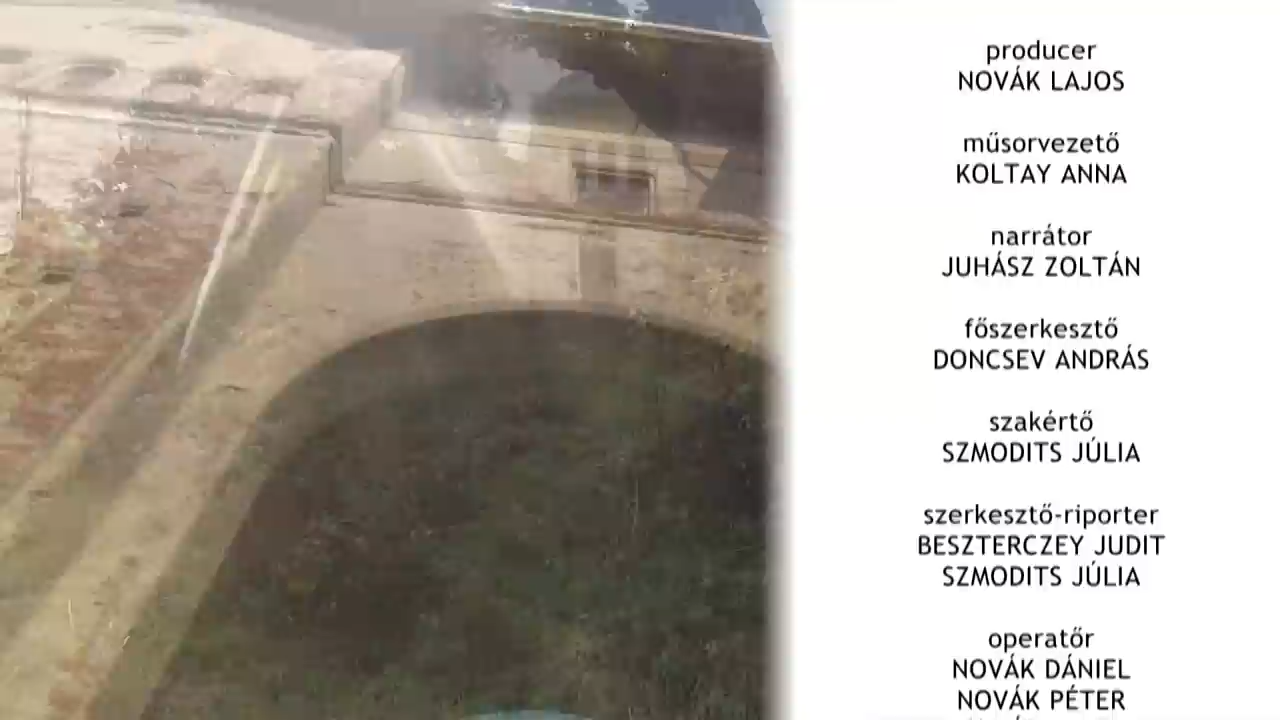 producer
NOVÁK LAJOS
műsorvezető
KOLTAY ANNA
narrátor
JUHÁSZ ZOLTÁN
főszerkesztő
DONCSEV ANDRÁS
szakértő
SZMODITS JÚLIA
szerkesztő-riporter
BESZTERCZEY JUDIT
SZMODITS JÚLIA
operatőr
NOVÁK DÁNIEL
NOVÁK PÉTER